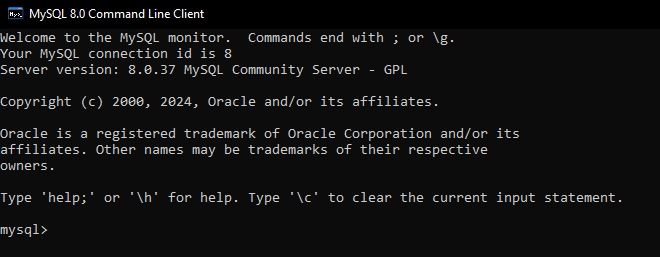 MySQL 8.0 Command Line Client
Welcome to the MySQL monitor.  Commands end with ; or \g.
Your MySQL connection id is 8
Server version: 8.0.37 MySQL Community Server - GPL
Copyright (c) 2000, 2024, Oracle and/or its affiliates.
Oracle is a registered trademark of Oracle Corporation and/or its
affiliates. Other names may be trademarks of their respective
owners.
Type 'help;' or '\h' for help. Type '\c' to clear the current input statement.
mysql>